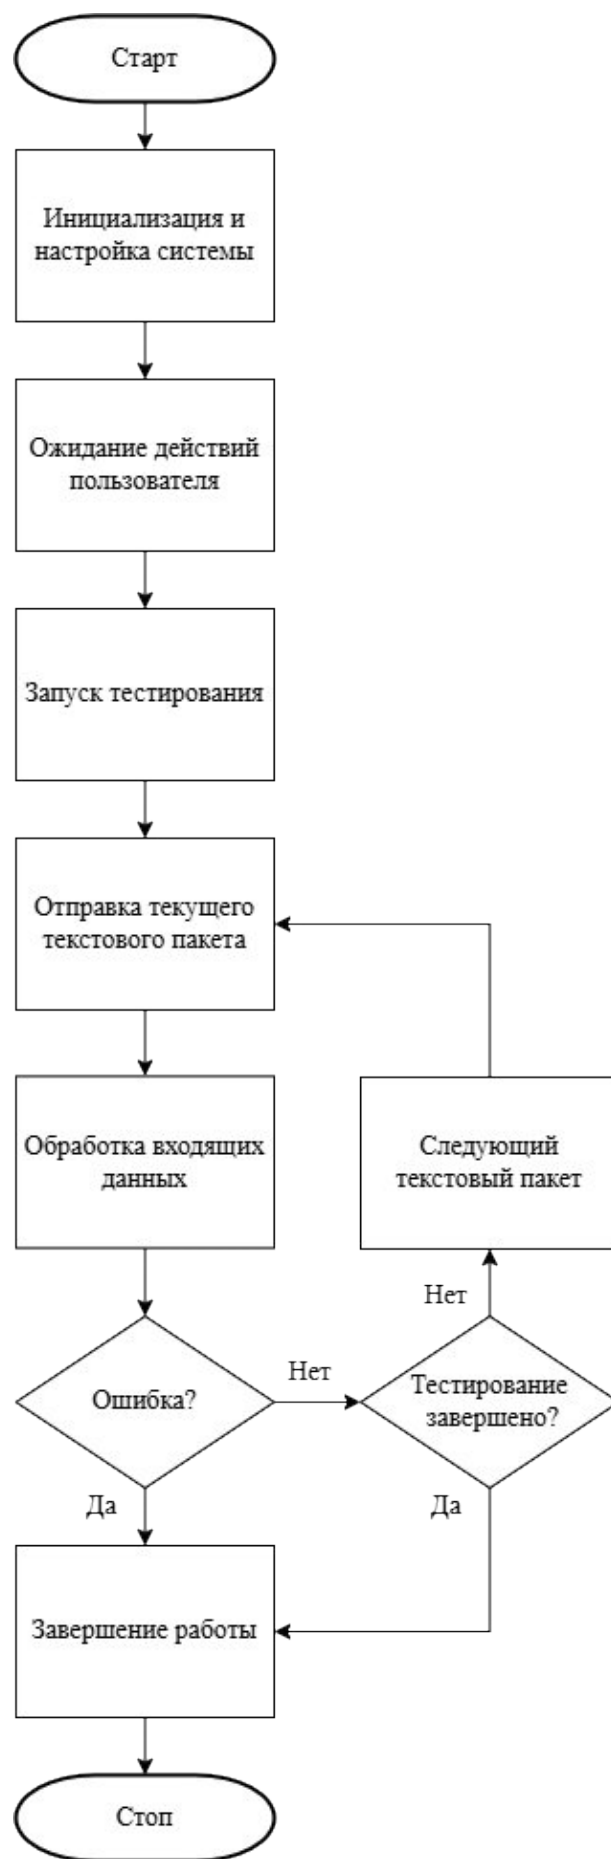 Старт
Инициализация и
настройка системы
Ожидание действий
пользователя
Запуск тестирования
Отправка текущего
текстового пакета
Обработка входящих
данных
Следующий
текстовый пакет
Нет
Ошибка?
Нет
Тестирование
завершено?
Да
Да
Завершение работы
Стоп